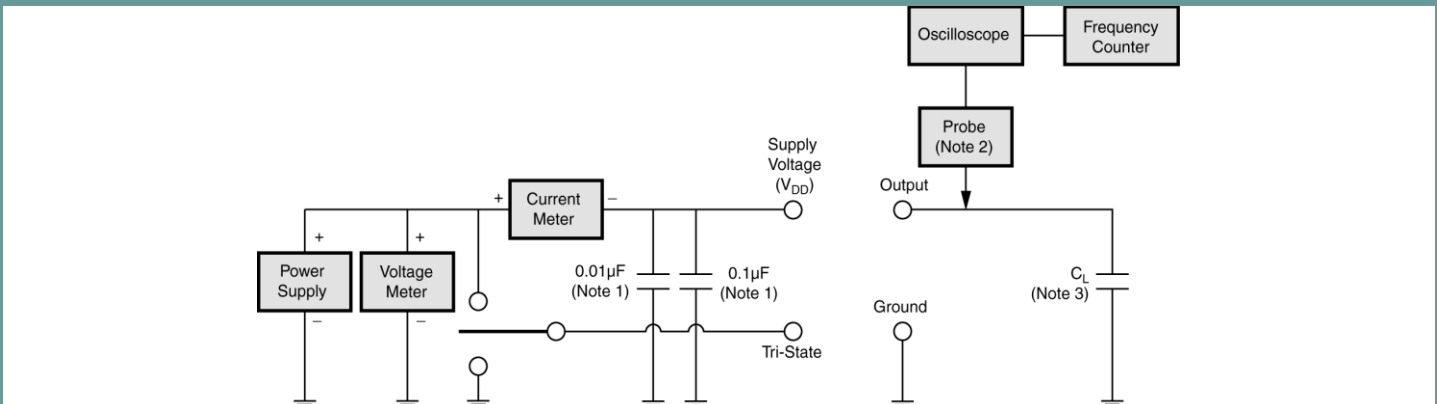 Oscilloscope
Frequency
Counter
Probe
(Note 2)
Supply
Voltage
(VDD)
Output
+
Current
Meter
–
+
Power
Supply
–
+
Voltage
Meter
–
0.01µF
(Note 1)
0.1µF
(Note 1)
CL
(Note 3)
Ground
Tri-State